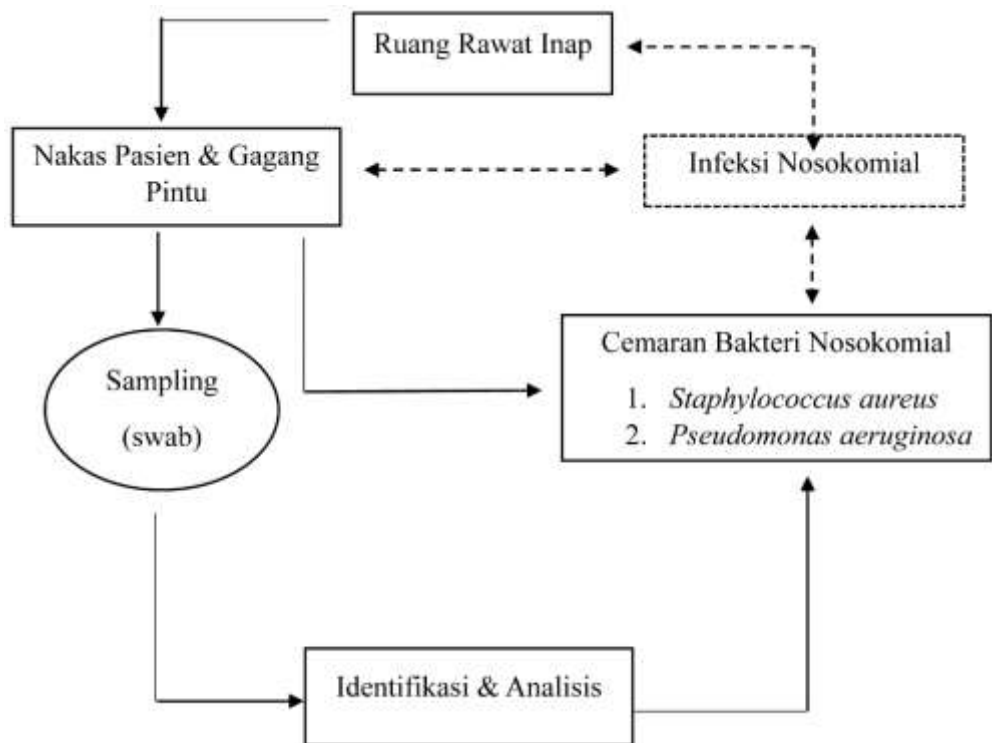 Ruang Rawat Inap
Nakas Pasien & Gagang
Pintu
Infeksi Nosokomial
Sampling
(swab)
Cemaran Bakteri Nosokomial
1. Staphylococcus aureus
2. Pseudomonas aeruginosa
Identifikasi & Analisis